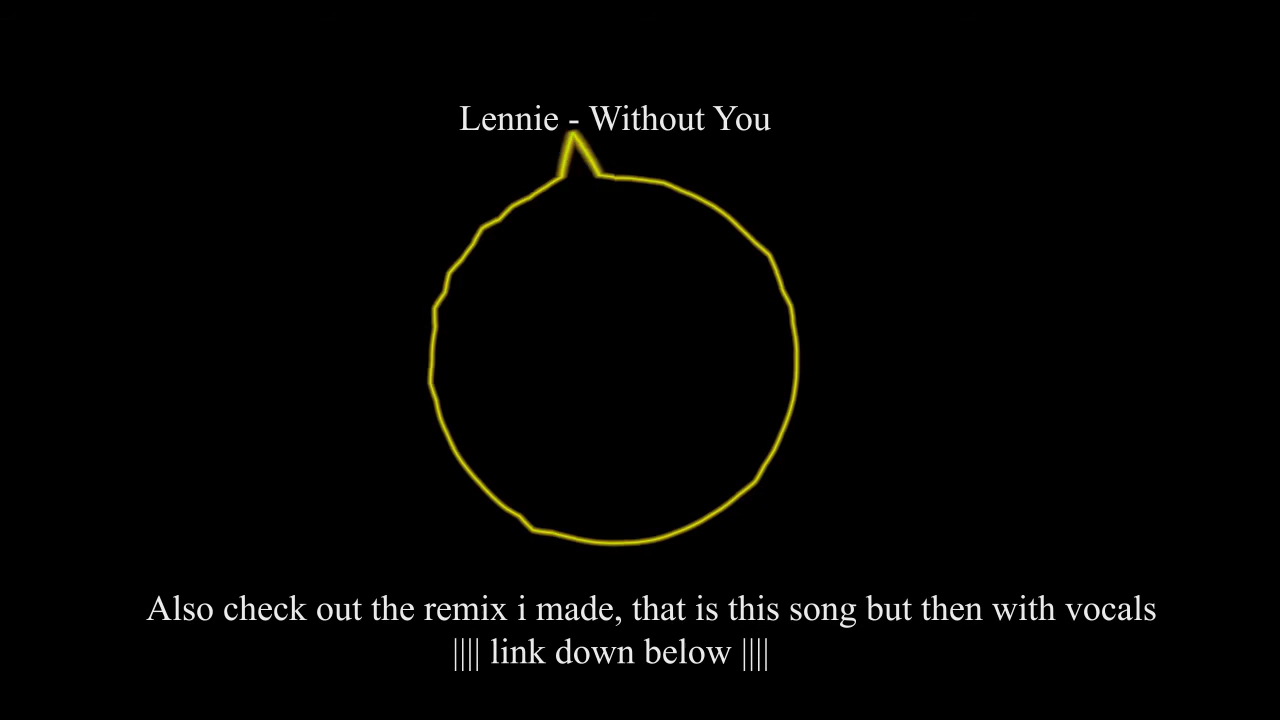 Lennie - Without You
Also check out the remix i made, that is this song but then with vocals
|||| link down below ||||